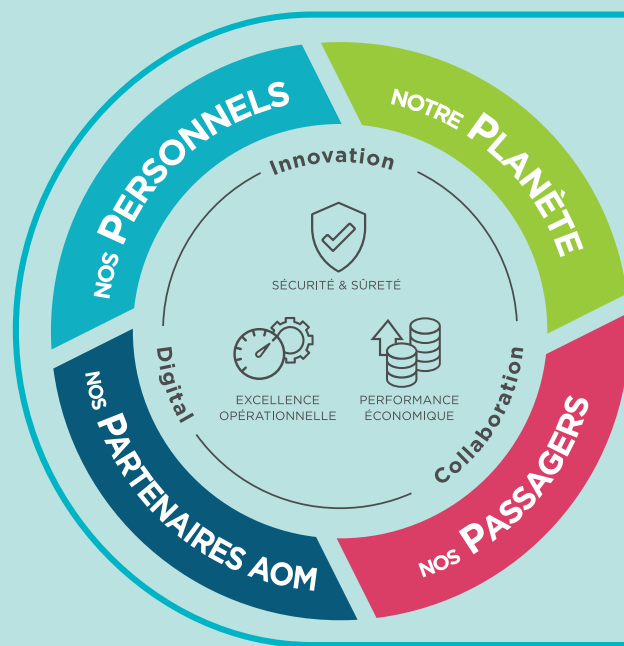 NOS PERSONNELS
NOTRE PLANÈTE
Innovation
SÉCURITÉ & SÛRETÉ
EXCELLENCE
OPÉRATIONNELLE
PERFORMANCE
ÉCONOMIQUE
Digital
Collaboration
NOS PARTENAIRES AOM
NOS PASSAGERS